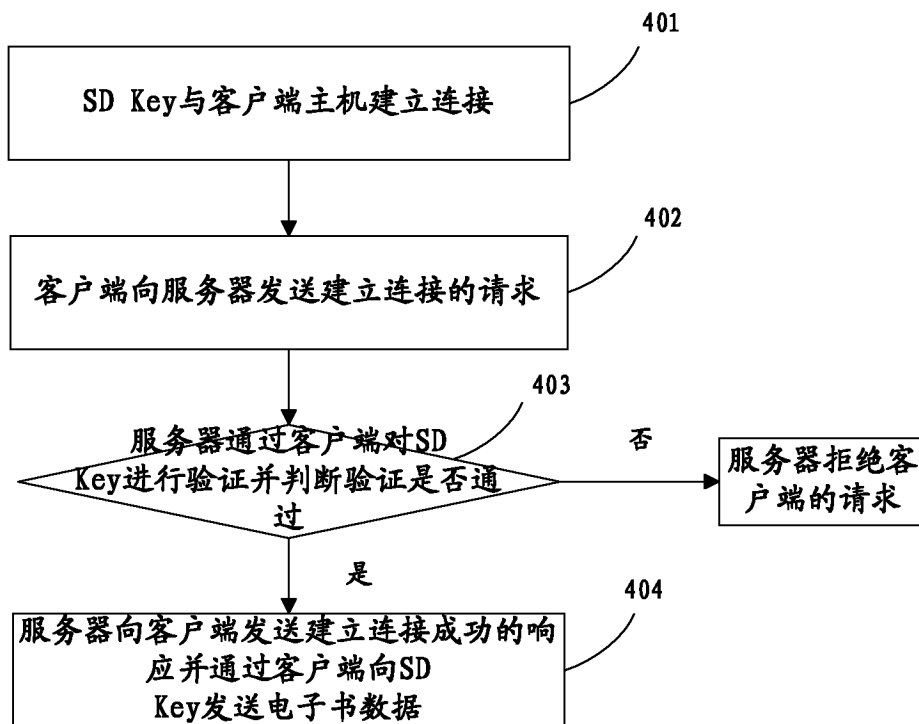 401
SD Key与客户端主机建立连接
402
客户端向服务器发送建立连接的请求
403
服务器通过客户端对SD
Key进行验证并判断验证是否通
过
否
服务器拒绝客
户端的请求
是
404
服务器向客户端发送建立连接成功的响
应并通过客户端向SD
Key发送电子书数据